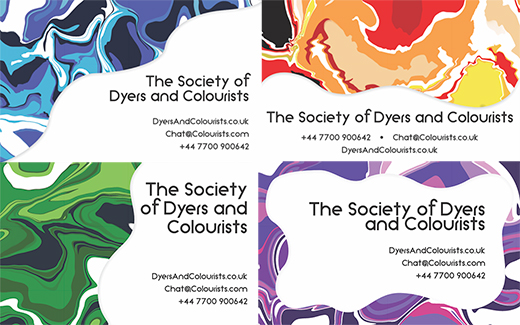 The Society of
Dyers and Colourists
DyersAndColourists.co.uk
Chat@Colourists.com
+44 7700 900642
The Society of Dyers and Colourists
+44 7700 900642 • Chat@Colourists.co.uk
DyersAndColourists.co.uk
The Society
of Dyers and
Colourists
DyersAndColourists.co.uk
Chat@Colourists.com
+44 7700 900642
The Society of Dyers
and Colourists
DyersAndColourists.co.uk
Chat@Colourists.com
+44 7700 900642